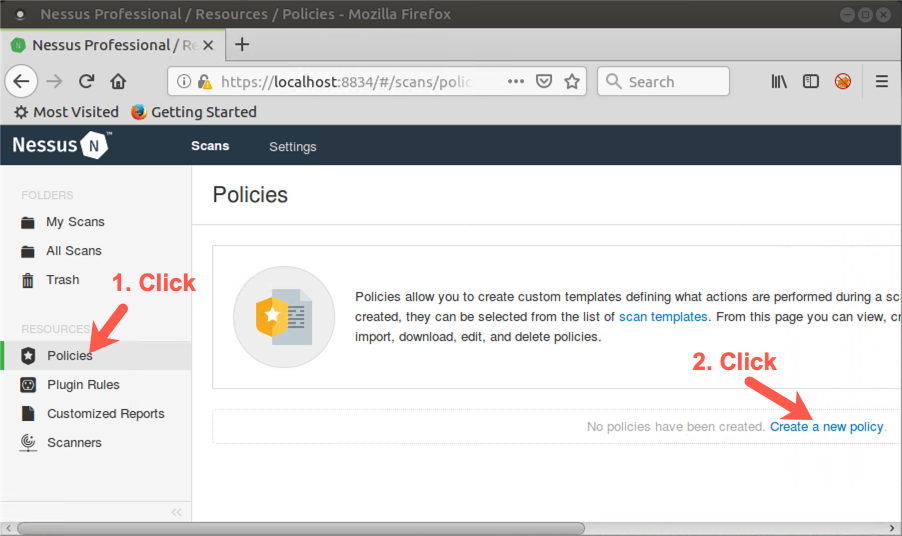 Nessus Professional / Resources / Policies - Mozilla Firefox
Nessus Professional / Re
https://localhost:8834/#/scans/polic
Search
Most Visited
Getting Started
Nessus N ™
Scans
Settings
FOLDERS
My Scans
All Scans
Trash
1. Click
RESOURCES
Policies
Plugin Rules
Customized Reports
Scanners
Policies
Policies allow you to create custom templates defining what actions are performed during a sca
created, they can be selected from the list of scan templates. From this page you can view, cr
import, download, edit, and delete policies.
2. Click
No policies have been created. Create a new policy.